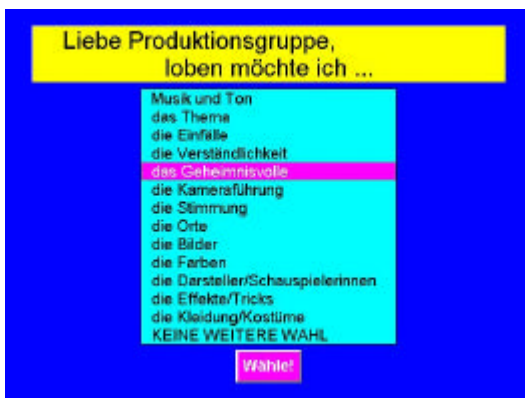 Liebe Produktionsgruppe,
loben möchte ich ...
Musik und Ton
das Thema
die Einfälle
die Verständlichkeit
das Geheimnisvolle
die Kameraführung
die Stimmung
die Orte
die Bilder
die Farben
die Darsteller/Schauspielerinnen
die Effekte/Tricks
die Kleidung/Kostüme
KEINE WEITERE WAHL
Wähle!